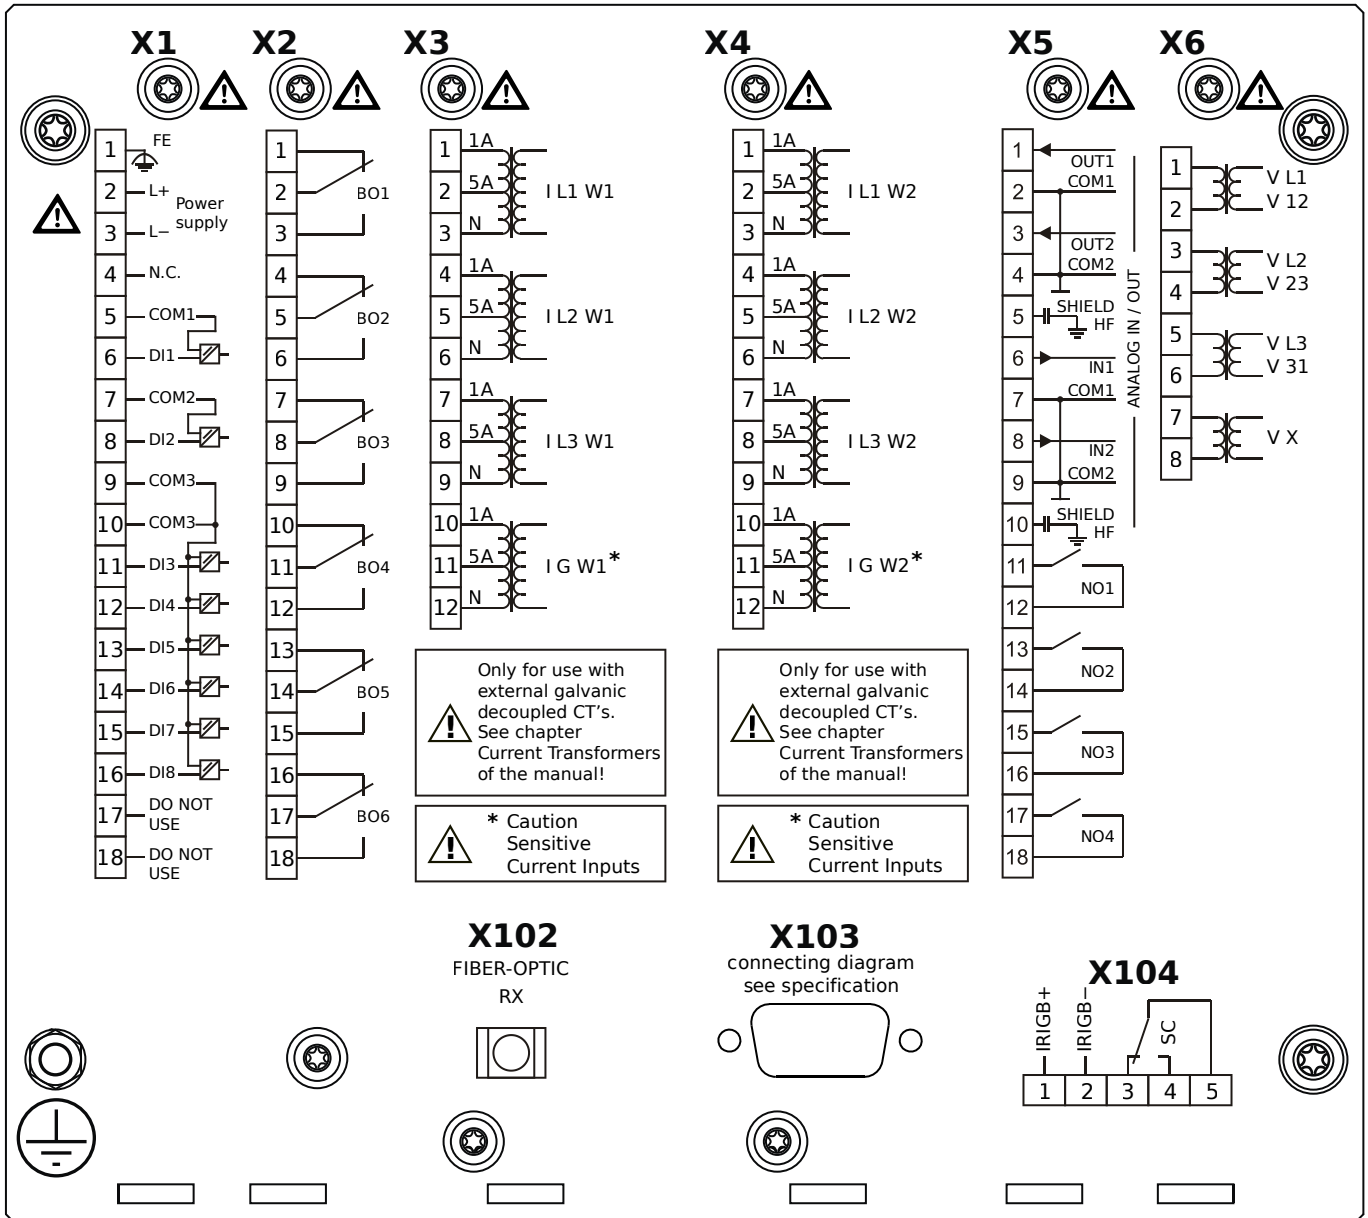 X1
X2
X3
X4
X5
X6
1 FE
2 L+
Power
supply
3 L−
4 N.C.
5 COM1
6 DI1
7 COM2
8 DI2
9 COM3
10 COM3
11 DI3
12 DI4
13 DI5
14 DI6
15 DI7
16 DI8
17 DO NOT
USE
18 DO NOT
USE
1
2 BO1
3
4
5 BO2
6
7
8 BO3
9
10
11 BO4
12
13
14 BO5
15
16
17 BO6
18
1 1A
2 5A I L1 W1
3 N
4 1A
5 5A I L2 W1
6 N
7 1A
8 5A I L3 W1
9 N
10 1A
11 5A I G W1*
12 N
Only for use with
external galvanic
decoupled CT's.
See chapter
Current Transformers
of the manual!
* Caution
Sensitive
Current Inputs
1 1A
2 5A I L1 W2
3 N
4 1A
5 5A I L2 W2
6 N
7 1A
8 5A I L3 W2
9 N
10 1A
11 5A I G W2*
12 N
Only for use with
external galvanic
decoupled CT's.
See chapter
Current Transformers
of the manual!
* Caution
Sensitive
Current Inputs
1 OUT1
2 COM1
3 OUT2
4 COM2
5 SHIELD
HF
6 IN1
7 COM1
8 IN2
9 COM2
10 SHIELD
HF
ANALOG IN / OUT
11
NO1
12
13
NO2
14
15
NO3
16
17
NO4
18
1 V L1
2 V 12
3 V L2
4 V 23
5 V L3
6 V 31
7
V X
8
X102
FIBER-OPTIC
RX
X103
connecting diagram
see specification
X104
IRIGB+
IRIGB−
SC
1 2 3 4 5